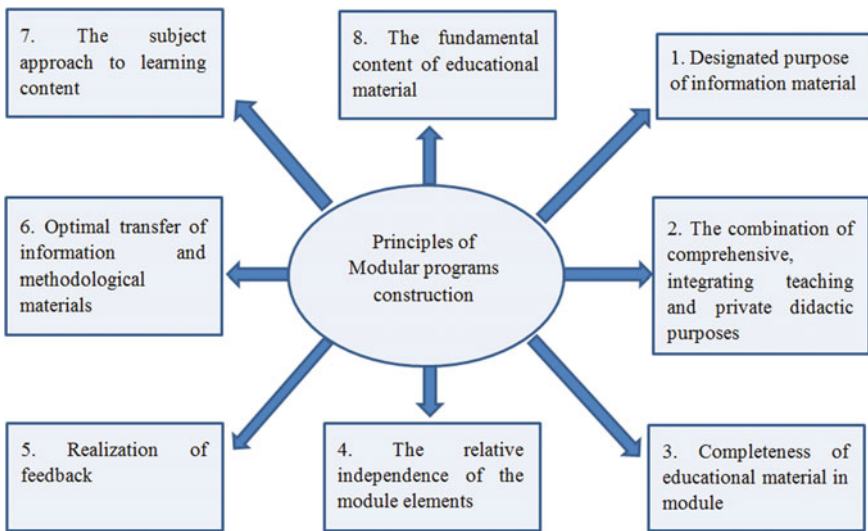 7. The subject
approach to learning
content
8. The fundamental
content of educational
material
1. Designated purpose
of information material
6. Optimal transfer of
information and
methodological
materials
Principles of
Modular programs
construction
2. The combination of
comprehensive,
integrating teaching
and private didactic
purposes
5. Realization of
feedback
4. The relative
independence of the
module elements
3. Completeness of
educational material in
module